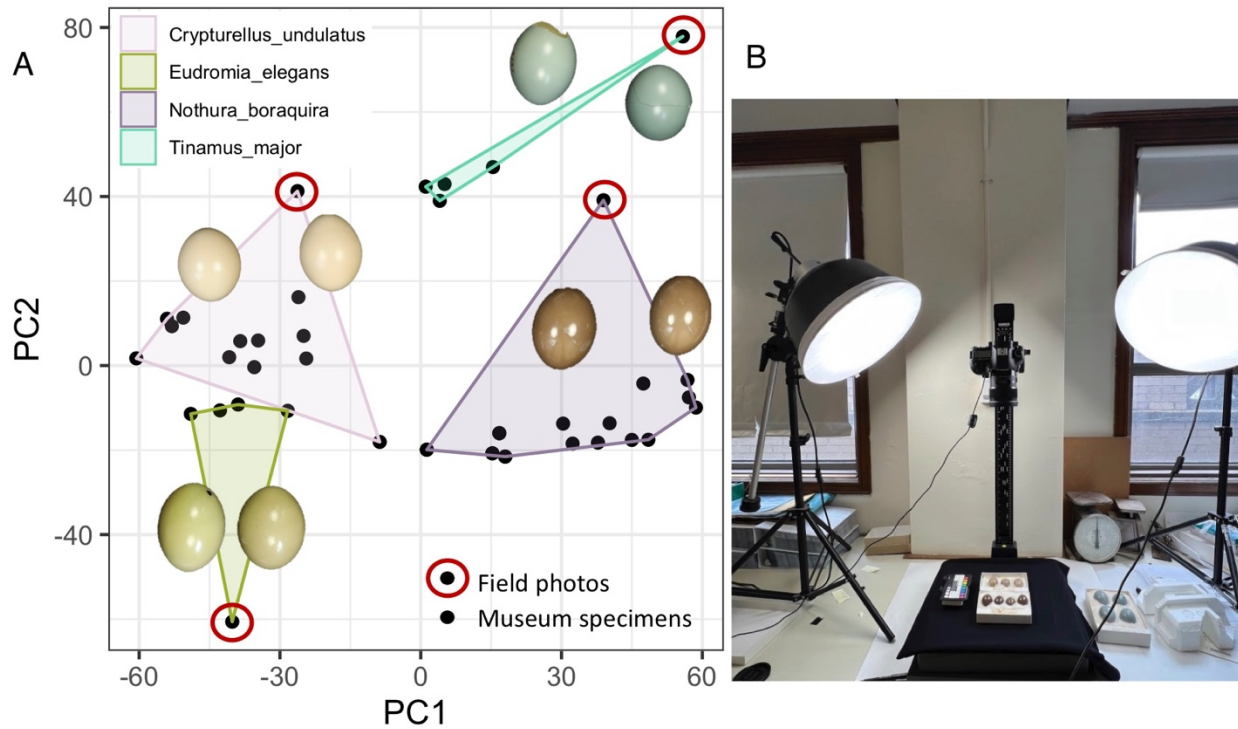 A
Crypturellus_undulatus
Eudromia_elegans
Nothura_boraquira
Tinamus_major
80
40
0
-40
PC2
-60
-30
0
30
60
PC1
Field photos
Museum specimens
B